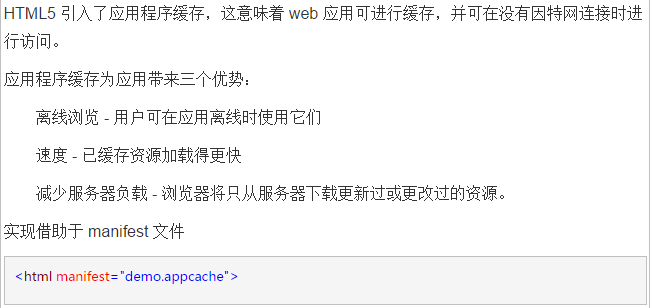 HTML5 引入了应用程序缓存，这意味着 web 应用可进行缓存，并可在没有因特网连接时进
行访问。
应用程序缓存为应用带来三个优势：
离线浏览 - 用户可在应用离线时使用它们
速度 - 已缓存资源加载得更快
减少服务器负载 - 浏览器将只从服务器下载更新过或更改过的资源。
实现借助于 manifest 文件
<html manifest="demo.appcache">